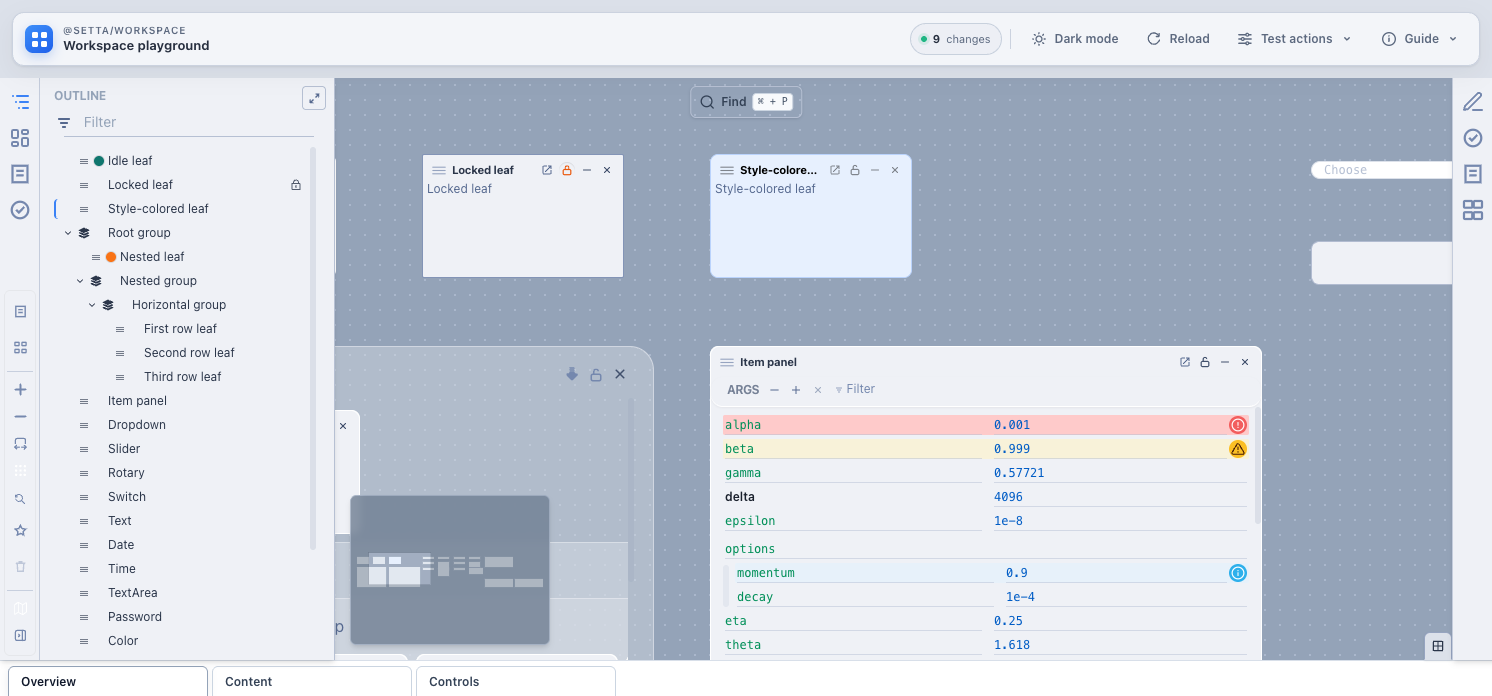 @SETTA/WORKSPACE
Workspace playground
9 changes
Dark mode
Reload
Test actions
Guide
OUTLINE
Filter
Idle leaf
Locked leaf
Style-colored leaf
Root group
Nested leaf
Nested group
Horizontal group
First row leaf
Second row leaf
Third row leaf
Item panel
Dropdown
Slider
Rotary
Switch
Text
Date
Time
TextArea
Password
Color
Find ⌘ + P
Locked leaf
Locked leaf
Style-colore...
Style-colored leaf
Choose
p
Item panel
ARGS
Filter
alpha 0.001
beta 0.999
gamma 0.57721
delta 4096
epsilon 1e-8
options
momentum 0.9
decay 1e-4
eta 0.25
theta 1.618
Overview
Content
Controls